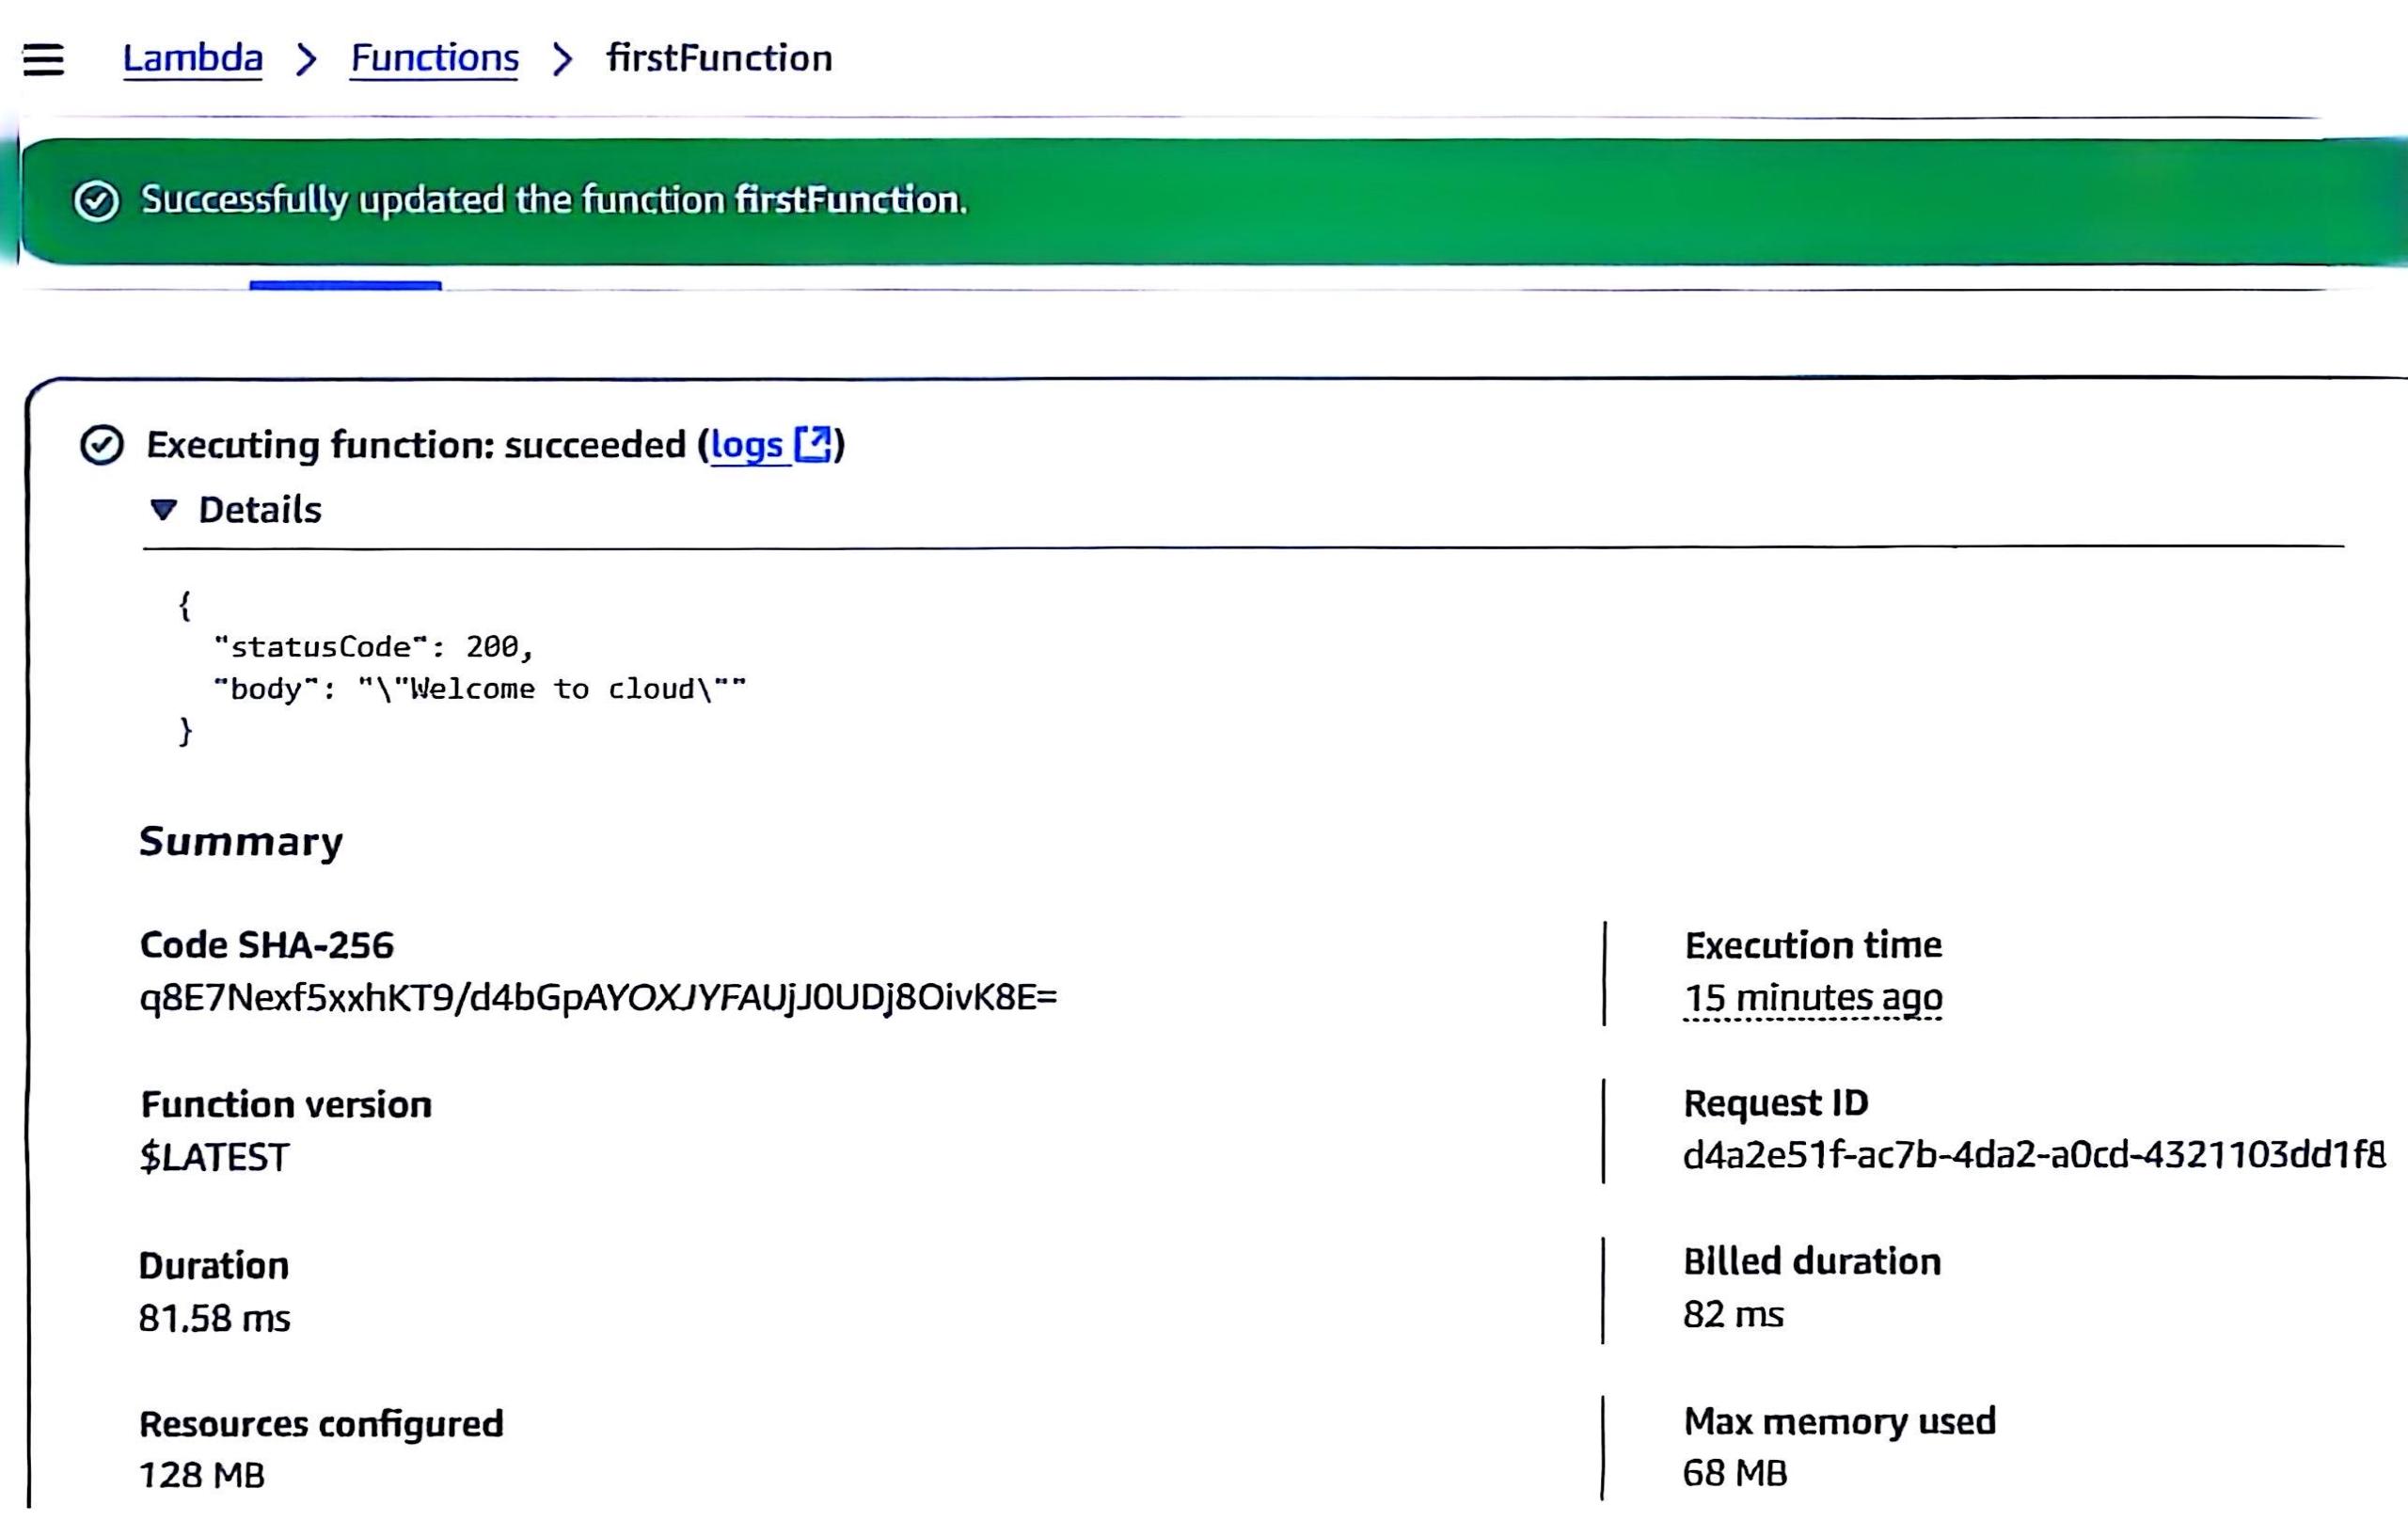 Lambda > Functions > firstFunction
Successfully updated the function firstFunction.
Executing function: succeeded (logs)
▼ Details
{
"statusCode": 200,
"body": "\"Welcome to cloud\""
}
Summary
Code SHA-256
q8E7Nexf5xxhKT9/d4bGpAYOXJYFAUjJ0UDj8OivK8E=
Execution time
15 minutes ago
Function version
$LATEST
Request ID
d4a2e51f-ac7b-4da2-a0cd-4321103dd1f8
Duration
81.58 ms
Billed duration
82 ms
Resources configured
128 MB
Max memory used
68 MB